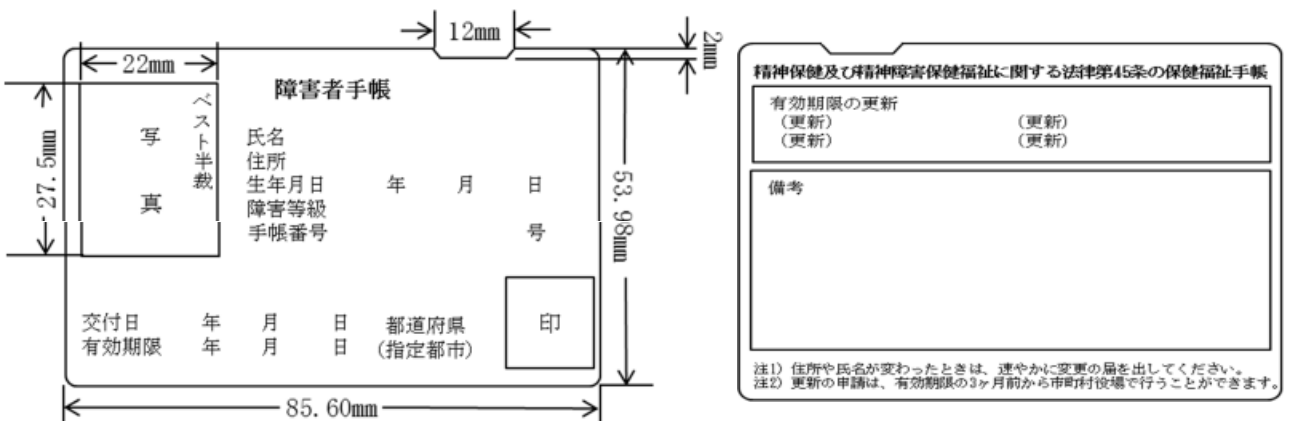 12mm
2mm
22mm
27.5mm
障害者手帳
写真
ベスト半裁
氏名
住所
生年月日 年 月 日
障害等級
手帳番号 号
53.98mm
交付日 年 月 日
有効期限 年 月 日
都道府県
(指定都市)
印
85.60mm
精神保健及び精神障害保健福祉に関する法律第45条の保健福祉手帳
有効期限の更新
(更新) (更新)
(更新) (更新)
備考
注1) 住所や氏名が変わったときは、速やかに変更の届を出してください。
注2) 更新の申請は、有効期限の3ヶ月前から市町村役場で行うことができます。